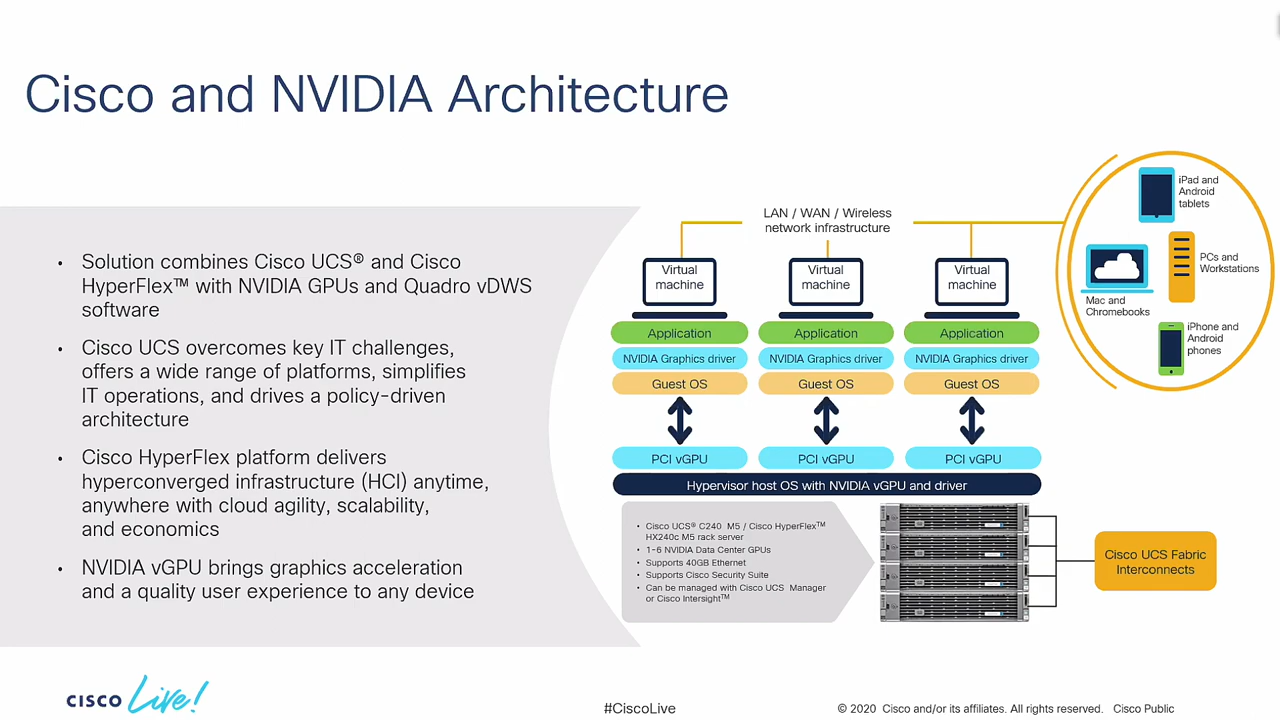 Cisco and NVIDIA Architecture
• Solution combines Cisco UCS® and Cisco
HyperFlex™ with NVIDIA GPUs and Quadro vDWS
software
• Cisco UCS overcomes key IT challenges,
offers a wide range of platforms, simplifies
IT operations, and drives a policy-driven
architecture
• Cisco HyperFlex platform delivers
hyperconverged infrastructure (HCI) anytime,
anywhere with cloud agility, scalability,
and economics
• NVIDIA vGPU brings graphics acceleration
and a quality user experience to any device
LAN / WAN / Wireless
network infrastructure
iPad and
Android
tablets
PCs and
Workstations
Mac and
Chromebooks
iPhone and
Android
phones
Virtual
machine
Virtual
machine
Virtual
machine
Application
Application
Application
NVIDIA Graphics driver
NVIDIA Graphics driver
NVIDIA Graphics driver
Guest OS
Guest OS
Guest OS
PCI vGPU
PCI vGPU
PCI vGPU
Hypervisor host OS with NVIDIA vGPU and driver
• Cisco UCS® C240 M5 / Cisco HyperFlex™
HX240c M5 rack server
• 1-6 NVIDIA Data Center GPUs
• Supports 40GB Ethernet
• Supports Cisco Security Suite
• Can be managed with Cisco UCS Manager
or Cisco Intersight™
Cisco UCS Fabric
Interconnects
CISCO Live!
#CiscoLive
© 2020 Cisco and/or its affiliates. All rights reserved. Cisco Public